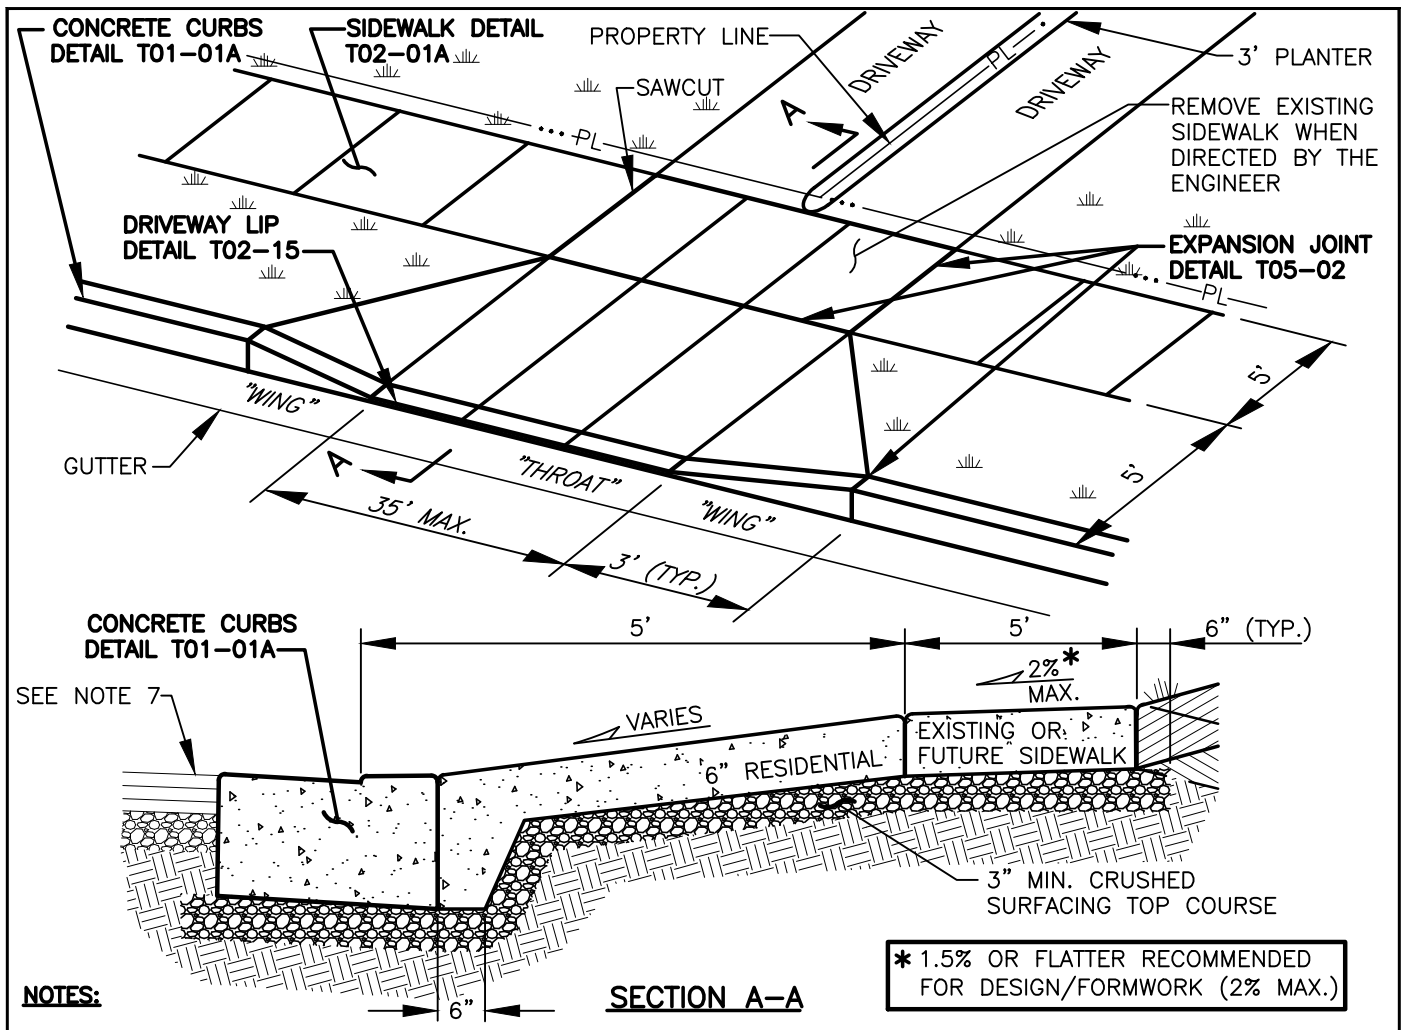 CONCRETE CURBS
DETAIL T01-01A
SIDEWALK DETAIL
T02-01A
PROPERTY LINE
SAWCUT
DRIVEWAY
PL
DRIVEWAY
3' PLANTER
REMOVE EXISTING
SIDEWALK WHEN
DIRECTED BY THE
ENGINEER
A
PL
DRIVEWAY LIP
DETAIL T02-15
EXPANSION JOINT
DETAIL T05-02
PL
"WING"
GUTTER
A
"THROAT"
"WING"
35' MAX.
3' (TYP.)
5'
5'
CONCRETE CURBS
DETAIL T01-01A
SEE NOTE 7
5'
5'
6" (TYP.)
2%*
MAX.
VARIES
6" RESIDENTIAL
EXISTING OR
FUTURE SIDEWALK
3" MIN. CRUSHED
SURFACING TOP COURSE
* 1.5% OR FLATTER RECOMMENDED
FOR DESIGN/FORMWORK (2% MAX.)
NOTES:
6"
SECTION A-A